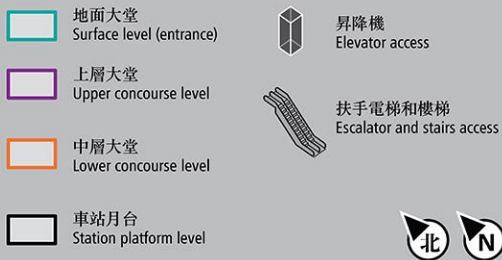 地面大堂
Surface level (entrance)
上層大堂
Upper concourse level
中層大堂
Lower concourse level
車站月台
Station platform level
昇降機
Elevator access
扶手電梯和樓梯
Escalator and stairs access
北
N